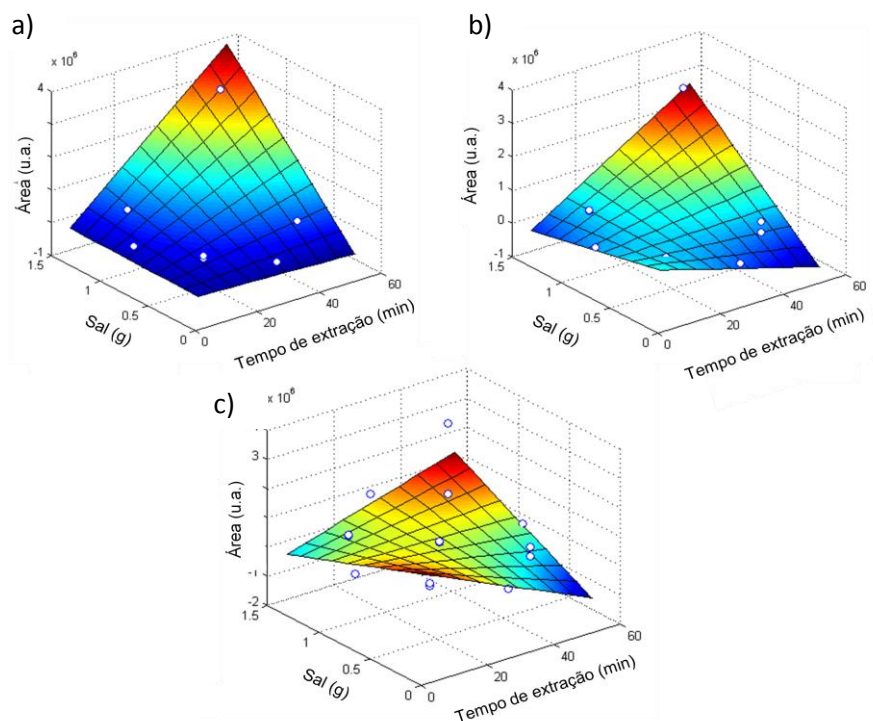 a)
x 10⁶
4
-1
1.5
1
0.5
0
0
20
40
60
Área (u.a.)
Sal (g)
Tempo de extração (min)
b)
x 10⁶
4
3
2
1
0
-1
1.5
1
0.5
0
0
20
40
60
Área (u.a.)
Sal (g)
Tempo de extração (min)
c)
x 10⁶
3
-1
-2
1.5
1
0.5
0
0
20
40
60
Área (u.a.)
Sal (g)
Tempo de extração (min)